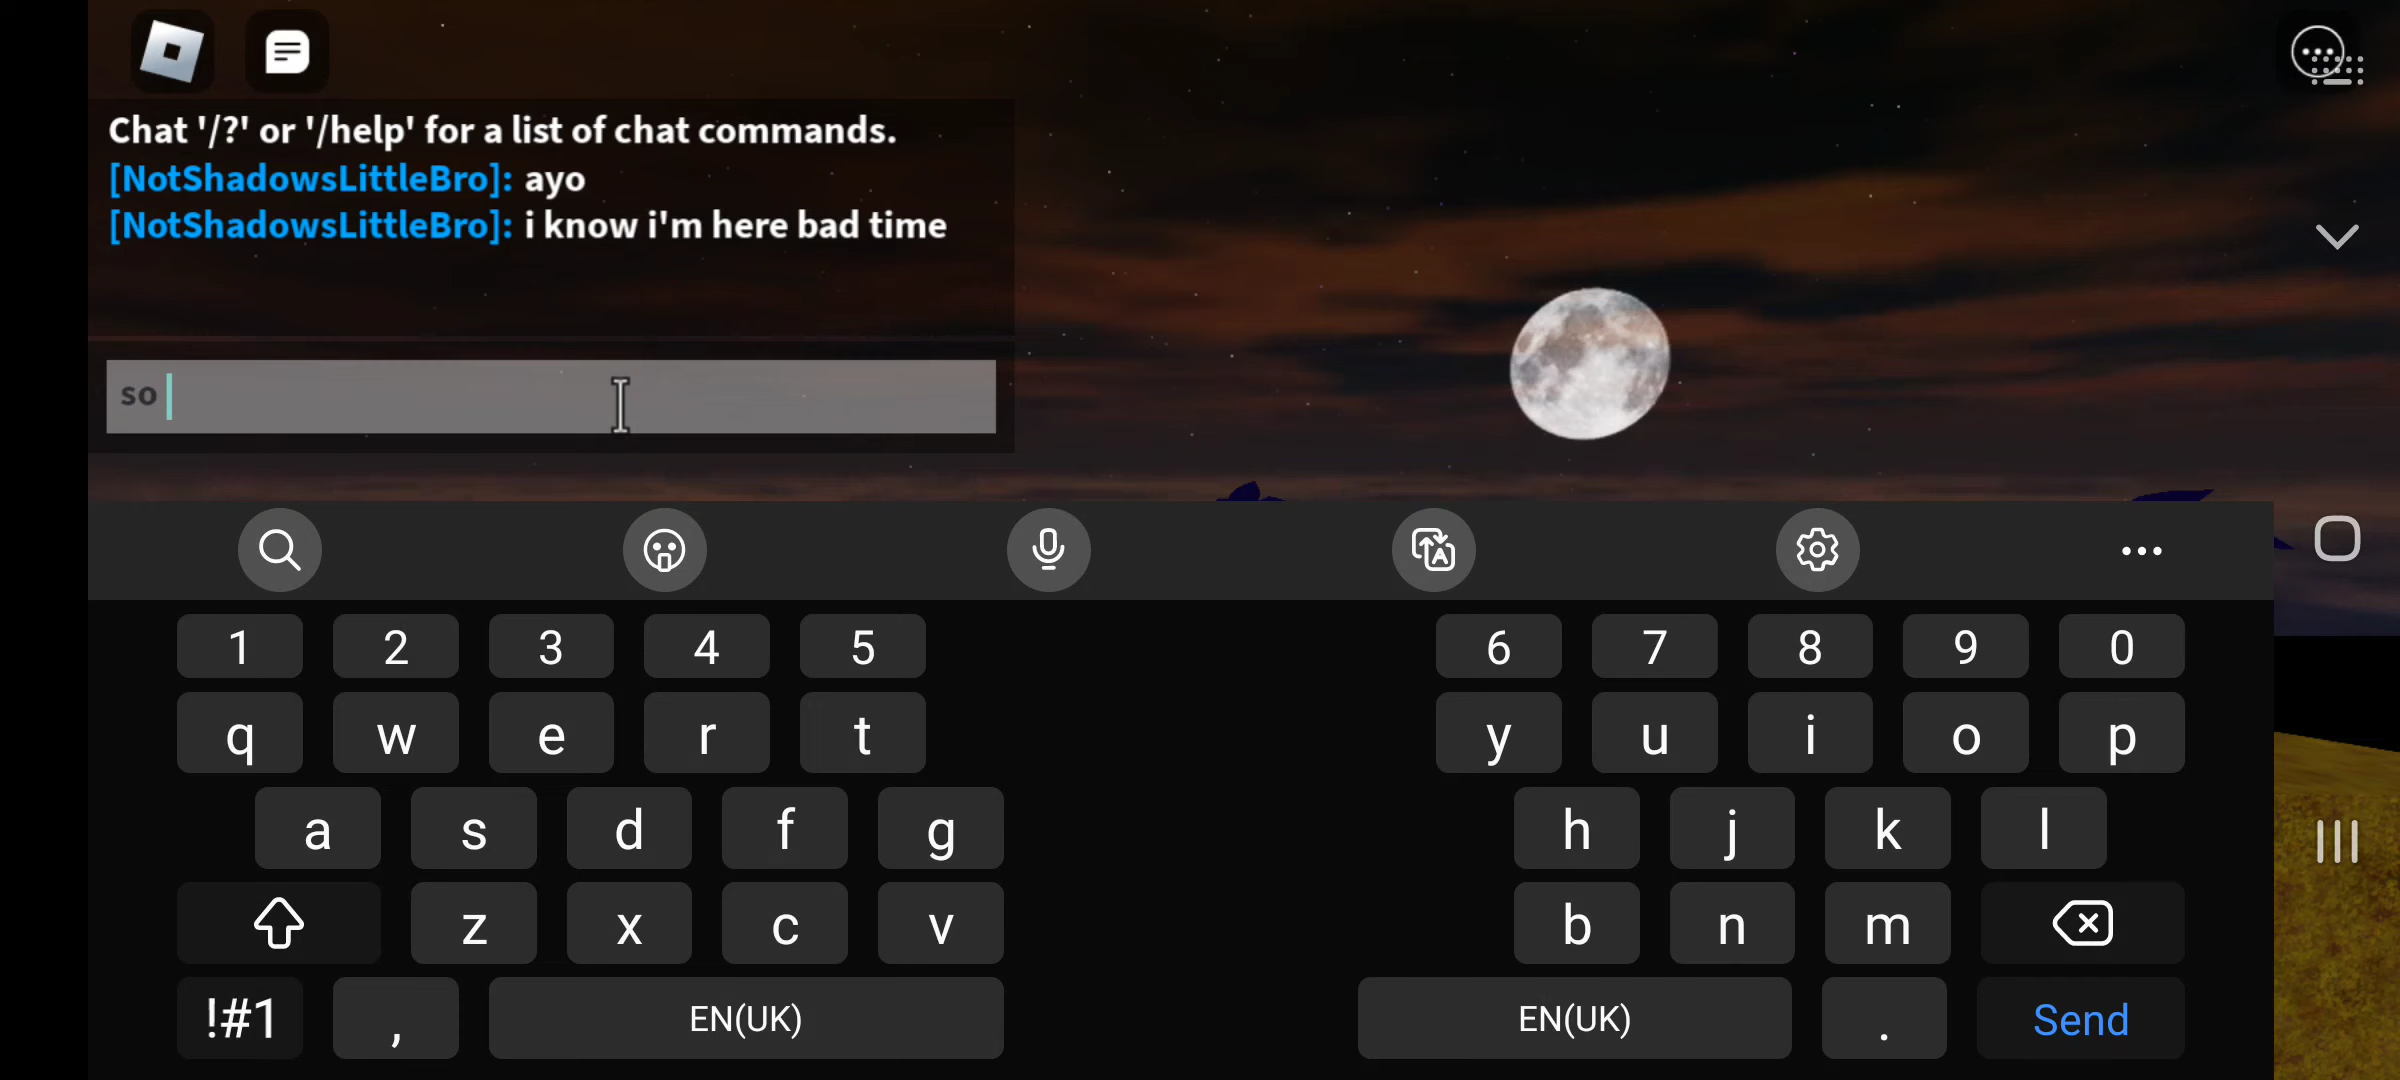 Chat '/?' or '/help' for a list of chat commands.
[NotShadowsLittleBro]: ayo
[NotShadowsLittleBro]: i know i'm here bad time
so
1 2 3 4 5 6 7 8 9 0
q w e r t y u i o p
a s d f g h j k l
z x c v b n m
!#1 , EN(UK) EN(UK) . Send